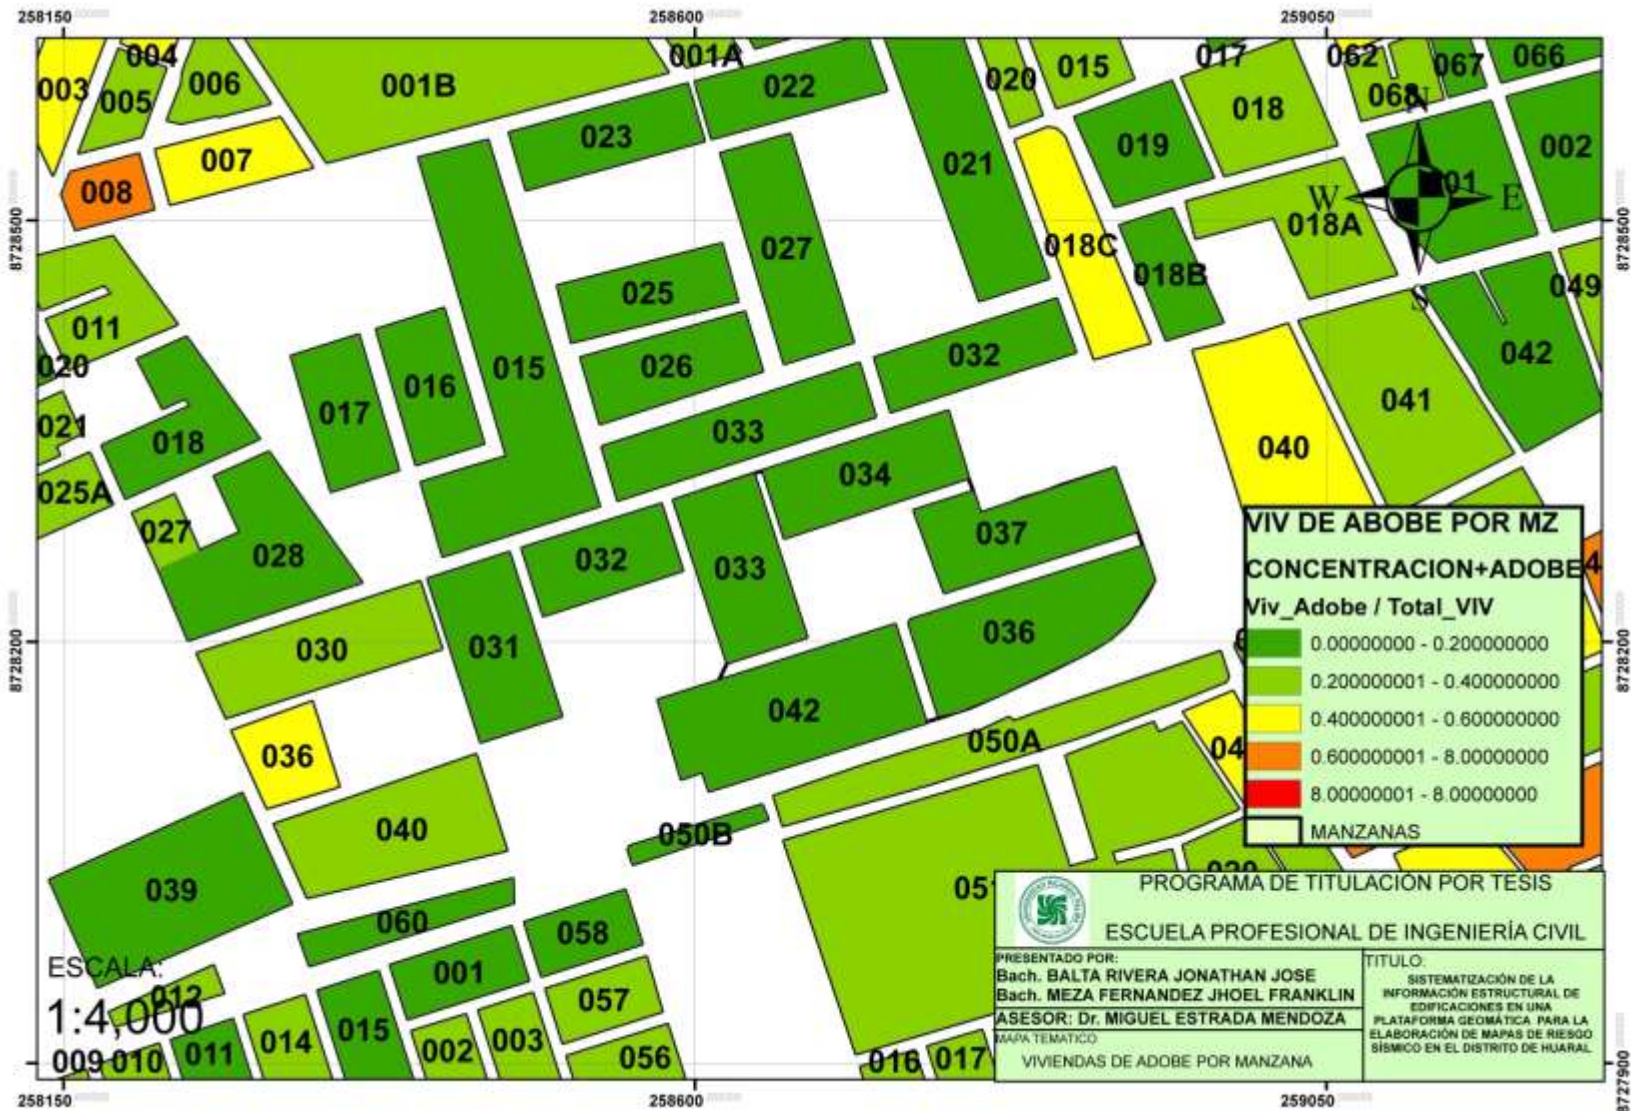 258150
258600
259050
003
004
005
006
001B
001A
022
020
015
017
062
067
066
068
N
007
008
023
021
019
018
002
01
W
E
8728500
8728500
018A
018C
018B
027
025
S
049
011
020
015
026
032
042
016
017
021
018
033
041
040
025A
034
027
028
037
032
033
VIV DE ABOBE POR MZ
CONCENTRACION+ADOBE
Viv_Adobe / Total_VIV
0.00000000 - 0.200000000
0.200000001 - 0.400000000
0.400000001 - 0.600000000
0.600000001 - 8.00000000
8.00000001 - 8.00000000
MANZANAS
030
031
036
8728200
8728200
042
050A
04
036
040
050B
039
060
058
001
057
ESCALA:
1:4,000
012
009
010
011
014
015
002
003
056
016
017
PROGRAMA DE TITULACIÓN POR TESIS
ESCUELA PROFESIONAL DE INGENIERÍA CIVIL
PRESENTADO POR:
Bach. BALTA RIVERA JONATHAN JOSE
Bach. MEZA FERNANDEZ JHOEL FRANKLIN
ASESOR: Dr. MIGUEL ESTRADA MENDOZA
MAPA TEMATICO
VIVIENDAS DE ADOBE POR MANZANA
TITULO:
SISTEMATIZACIÓN DE LA
INFORMACIÓN ESTRUCTURAL DE
EDIFICACIONES EN UNA
PLATAFORMA GEOMÁTICA PARA LA
ELABORACIÓN DE MAPAS DE RIESGO
SÍSMICO EN EL DISTRITO DE HUARAL
8727900
258150
258600
259050